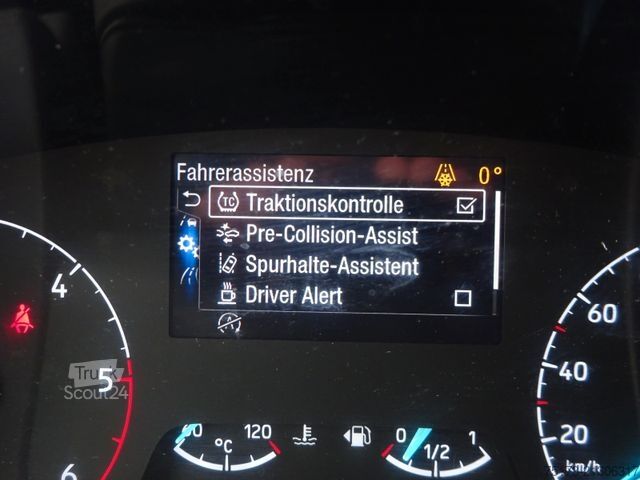 Fahrerassistenz 0°
TC Traktionskontrolle
Pre-Collision-Assist
Spurhalte-Assistent
Driver Alert
A
4
5
6
Truck
Scout24
60
40
20
km/h
°C 120
0 1/2 1